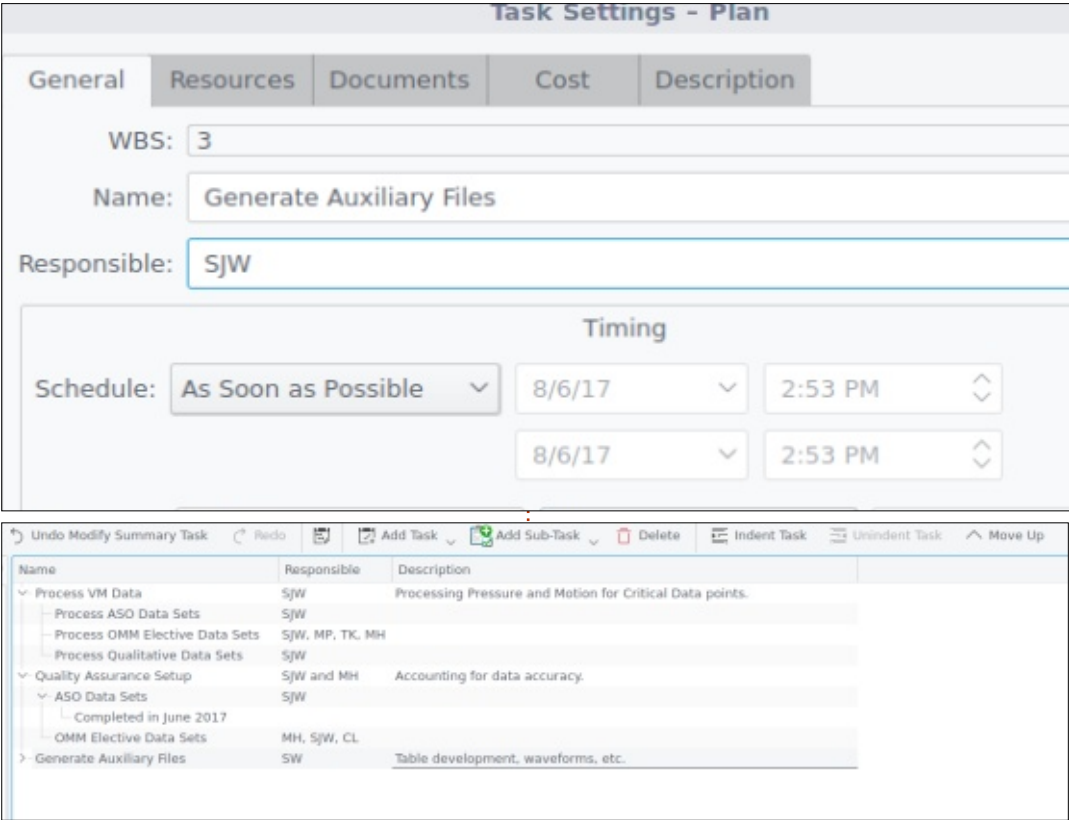 Task Settings – Plan
General Resources Documents Cost Description
WBS: 3
Name: Generate Auxiliary Files
Responsible: SJW
Timing
Schedule: As Soon as Possible 8/6/17 2:53 PM
8/6/17 2:53 PM
Undo Modify Summary Task Redo Add Task Add Sub-Task Delete Indent Task Unindent Task Move Up
Name Responsible Description
Process VM Data SJW Processing Pressure and Motion for Critical Data points.
Process ASO Data Sets SJW
Process OMM Elective Data Sets SJW, MP, TK, MH
Process Qualitative Data Sets SJW
Quality Assurance Setup SJW and MH Accounting for data accuracy.
ASO Data Sets SJW
Completed in June 2017
OMM Elective Data Sets MH, SJW, CL
Generate Auxiliary Files SW Table development, waveforms, etc.